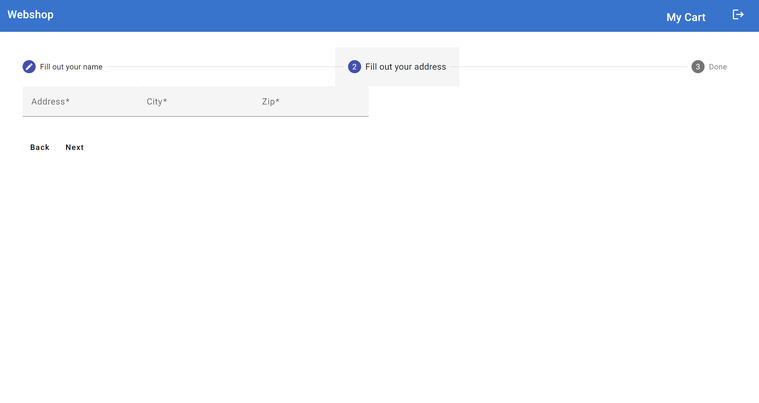 Webshop
My Cart
Fill out your name
2 Fill out your address
3 Done
Address*
City*
Zip*
Back
Next